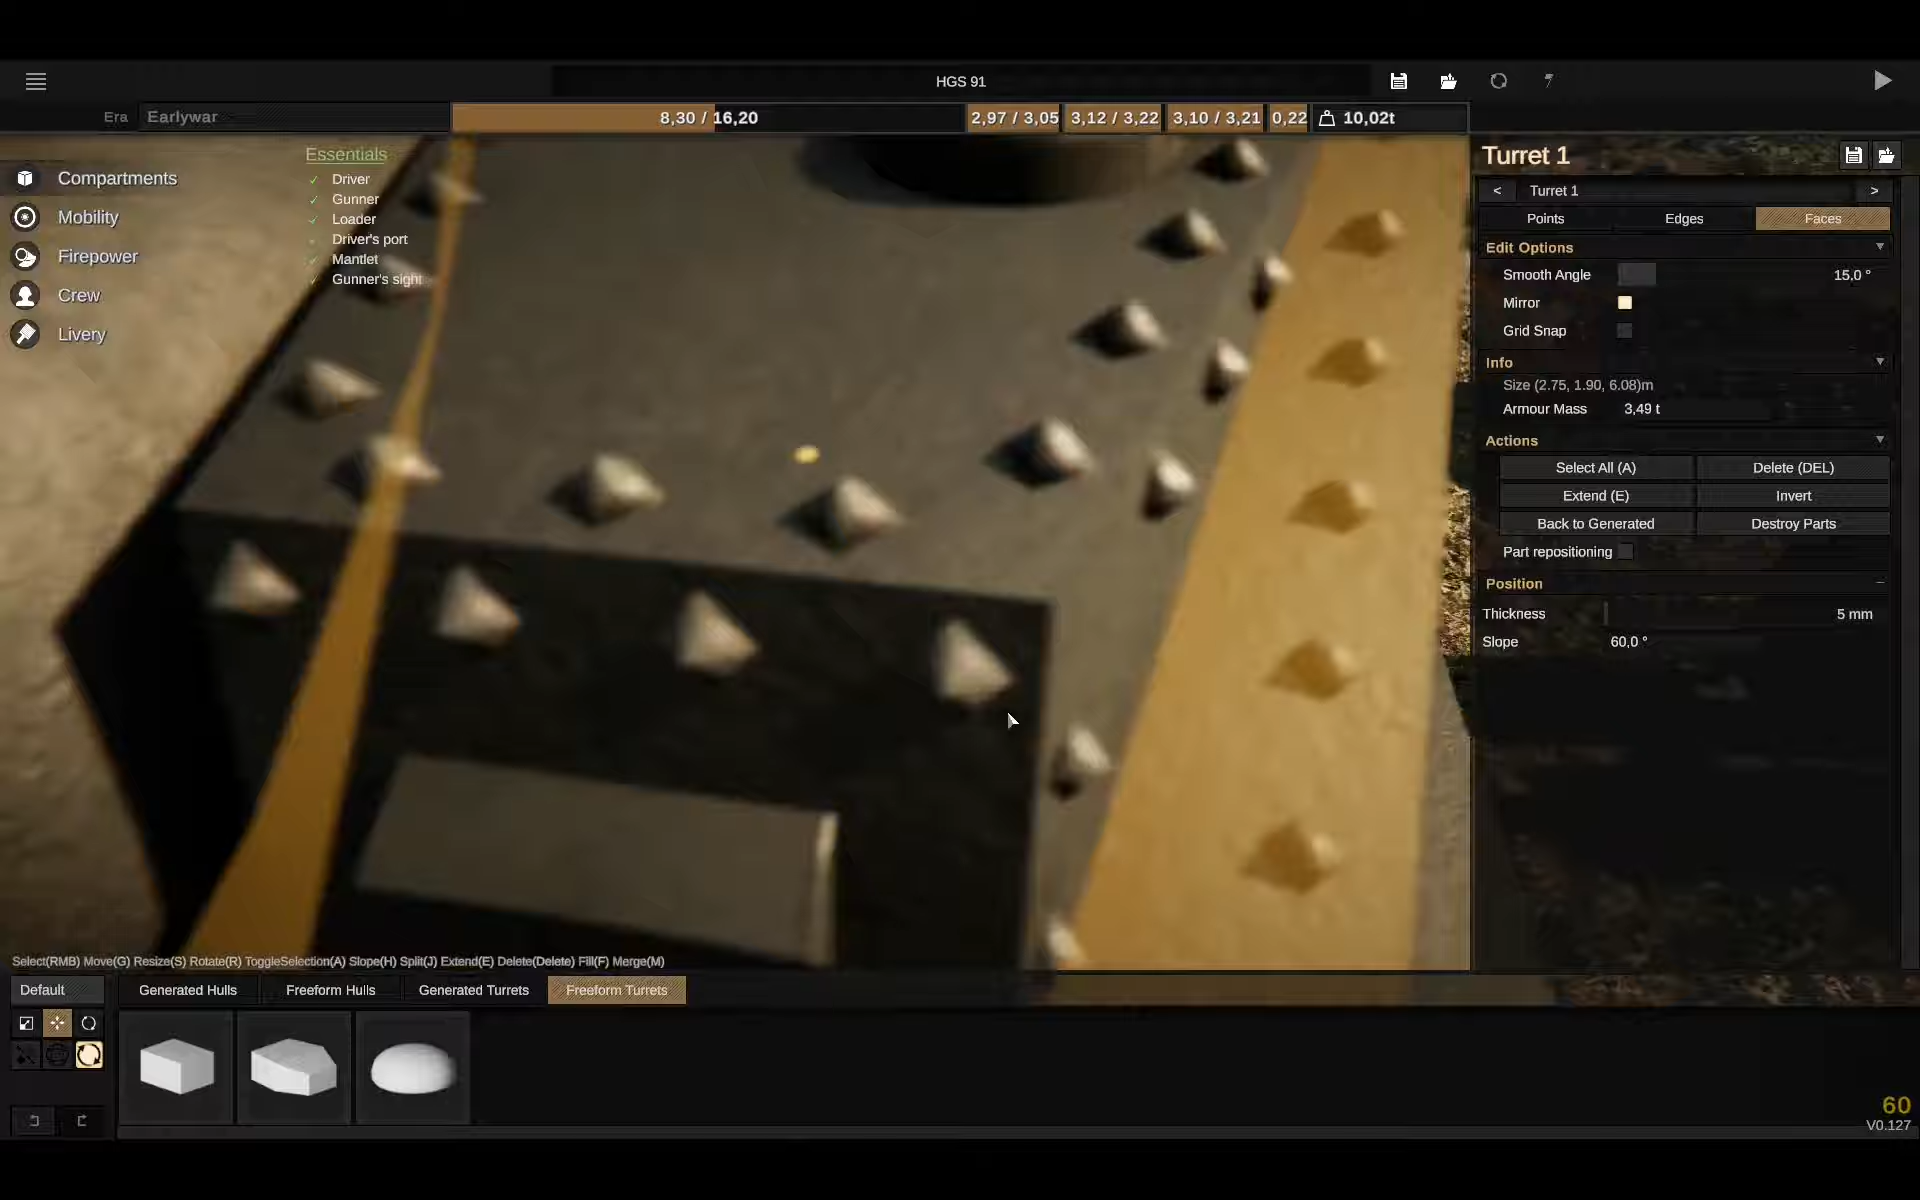 HGS 91
Era Earlywar
8,30 / 16,20 2,97 / 3,05 3,12 / 3,22 3,10 / 3,21 0,22 10,02t
Compartments
Mobility
Firepower
Crew
Livery
Essentials
✓ Driver
✓ Gunner
✓ Loader
Driver's port
✓ Mantlet
✓ Gunner's sight
Turret 1
< Turret 1 >
Points Edges Faces
Edit Options
Smooth Angle 15,0 °
Mirror
Grid Snap
Info
Size (2.75, 1.90, 6.08)m
Armour Mass 3,49 t
Actions
Select All (A) Delete (DEL)
Extend (E) Invert
Back to Generated Destroy Parts
Part repositioning
Position
Thickness 5 mm
Slope 60,0 °
Select(RMB) Move(G) Resize(S) Rotate(R) ToggleSelection(A) Slope(H) Split(J) Extend(E) Delete(Delete) Fill(F) Merge(M)
Default Generated Hulls Freeform Hulls Generated Turrets Freeform Turrets
60
V0.127